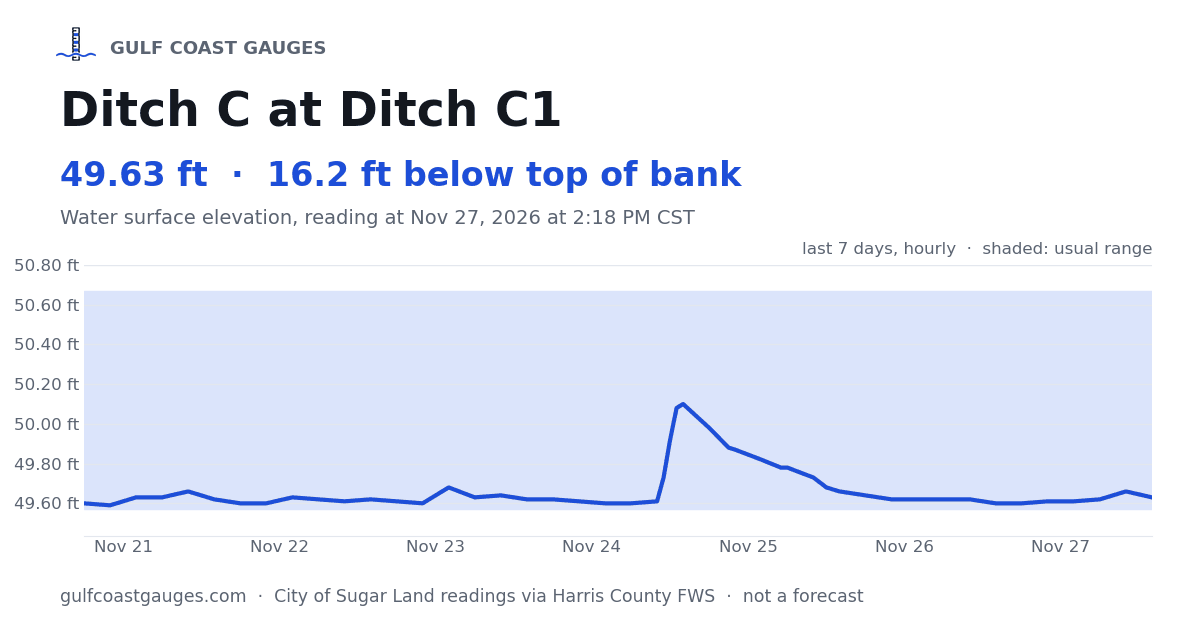 GULF COAST GAUGES
Ditch C at Ditch C1
49.63 ft · 16.2 ft below top of bank
Water surface elevation, reading at Nov 27, 2026 at 2:18 PM CST
last 7 days, hourly · shaded: usual range
50.80 ft
50.60 ft
50.40 ft
50.20 ft
50.00 ft
49.80 ft
49.60 ft
Nov 21 Nov 22 Nov 23 Nov 24 Nov 25 Nov 26 Nov 27
gulfcoastgauges.com · City of Sugar Land readings via Harris County FWS · not a forecast